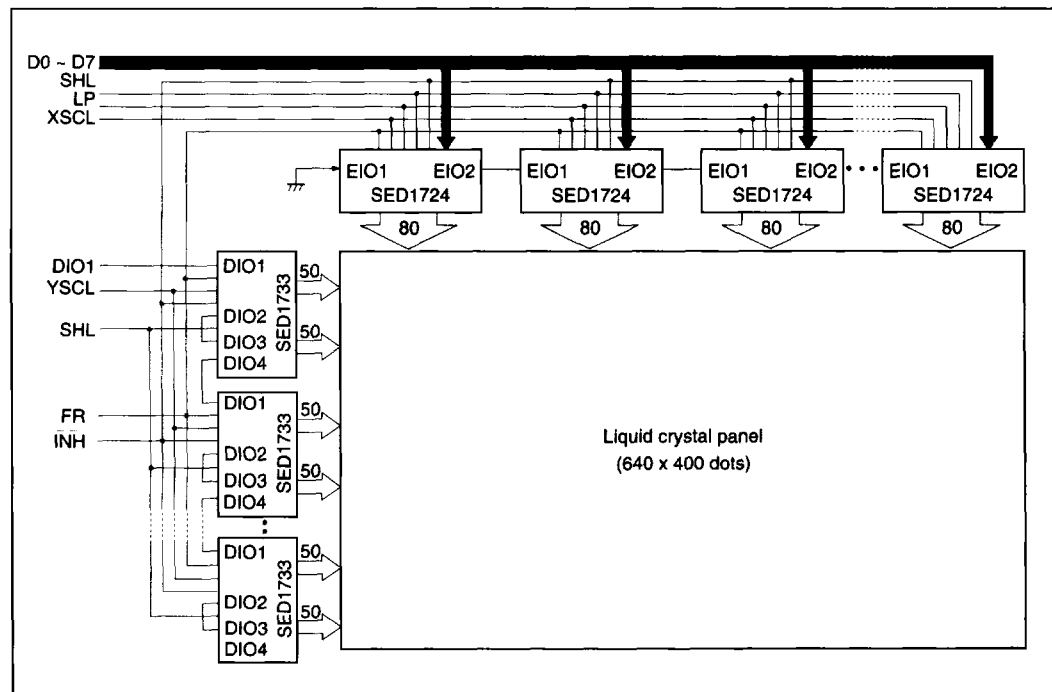 D0 ~ D7
SHL
LP
XSCL
EIO1 EIO2
SED1724
EIO1 EIO2
SED1724
EIO1 EIO2
SED1724
EIO1 EIO2
SED1724
80
80
80
80
DIO1
YSCL
SHL
FR
INH
DIO1
DIO2
DIO3
DIO4
SED1733
50
50
DIO1
DIO2
DIO3
DIO4
SED1733
50
50
DIO1
DIO2
DIO3
DIO4
SED1733
50
50
Liquid crystal panel
(640 x 400 dots)